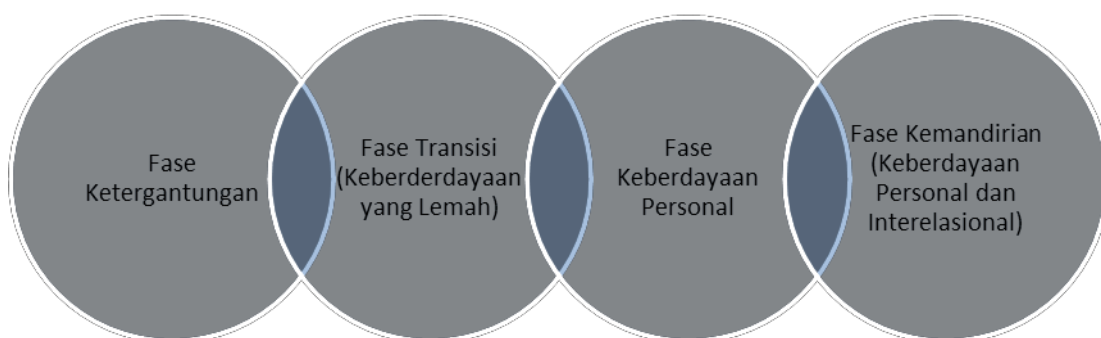 Fase
Ketergantungan
Fase Transisi
(Keberderdayaan
yang Lemah)
Fase
Keberdayaan
Personal
Fase Kemandirian
(Keberdayaan
Personal dan
Interelasional)